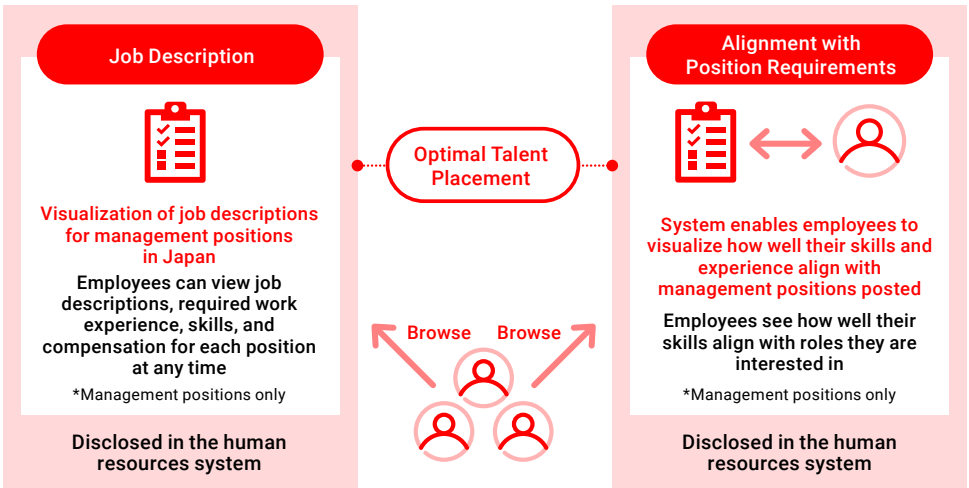 Job Description
Visualization of job descriptions
for management positions
in Japan
Employees can view job
descriptions, required work
experience, skills, and
compensation for each position
at any time
*Management positions only
Disclosed in the human
resources system
Optimal Talent
Placement
Browse
Browse
Alignment with
Position Requirements
System enables employees to
visualize how well their skills and
experience align with
management positions posted
Employees see how well their
skills align with roles they are
interested in
*Management positions only
Disclosed in the human
resources system